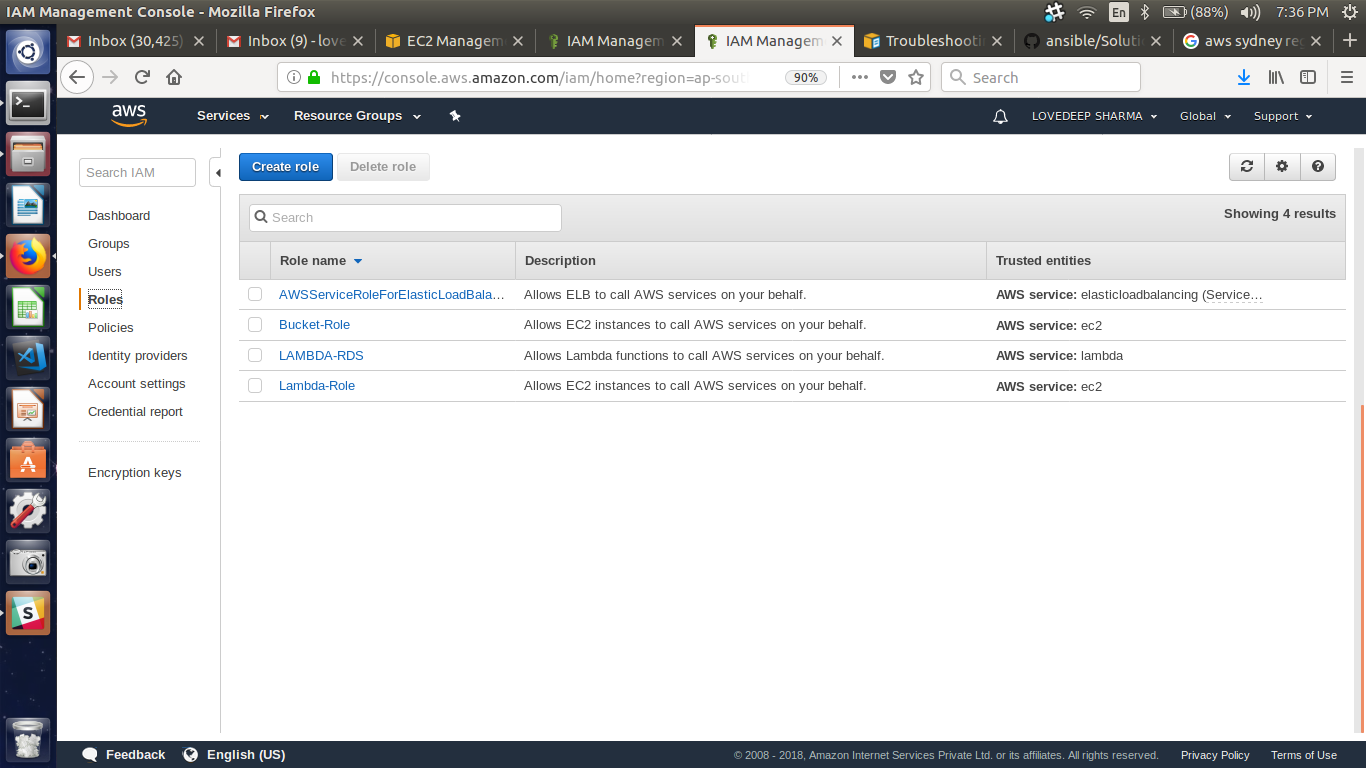 IAM Management Console - Mozilla Firefox
En (88%) 7:36 PM
Inbox (30,425)
Inbox (9) - love
EC2 Managem
IAM Managem
IAM Managem
Troubleshootin
ansible/Soluti
aws sydney reg
https://console.aws.amazon.com/iam/home?region=ap-sout
90%
Search
aws
Services
Resource Groups
LOVEDEEP SHARMA
Global
Support
Search IAM
Dashboard
Groups
Users
Roles
Policies
Identity providers
Account settings
Credential report
Encryption keys
Create role
Delete role
Search
Showing 4 results
Role name Description Trusted entities
AWSServiceRoleForElasticLoadBala… Allows ELB to call AWS services on your behalf. AWS service: elasticloadbalancing (Service…
Bucket-Role Allows EC2 instances to call AWS services on your behalf. AWS service: ec2
LAMBDA-RDS Allows Lambda functions to call AWS services on your behalf. AWS service: lambda
Lambda-Role Allows EC2 instances to call AWS services on your behalf. AWS service: ec2
Feedback
English (US)
© 2008 - 2018, Amazon Internet Services Private Ltd. or its affiliates. All rights reserved.
Privacy Policy
Terms of Use